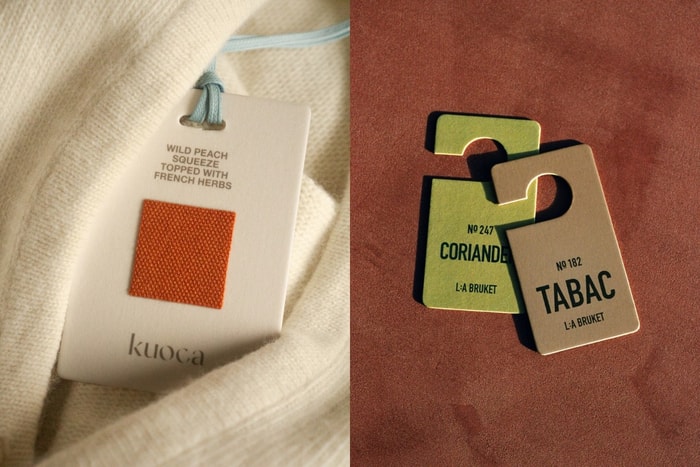 WILD PEACH
SQUEEZE
TOPPED WITH
FRENCH HERBS
kuoca
Nº 247
CORIANDE
L:A BRUKET
Nº 182
TABAC
L:A BRUKET